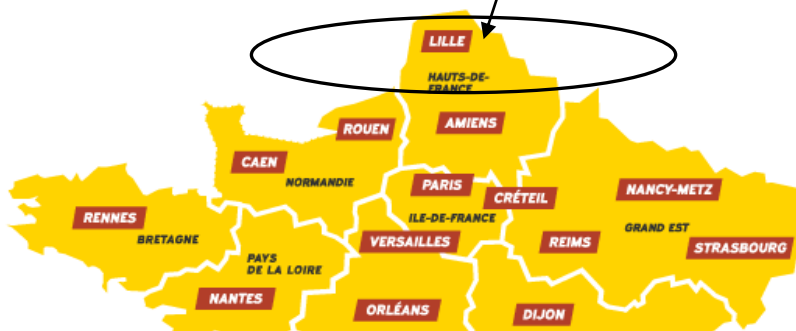 LILLE
HAUTS-DE-
FRANCE
AMIENS
ROUEN
CAEN
NORMANDIE
PARIS
CRÉTEIL
NANCY-METZ
RENNES
BRETAGNE
ILE-DE-FRANCE
GRAND EST
VERSAILLES
REIMS
STRASBOURG
PAYS
DE LA LOIRE
NANTES
ORLÉANS
DIJON